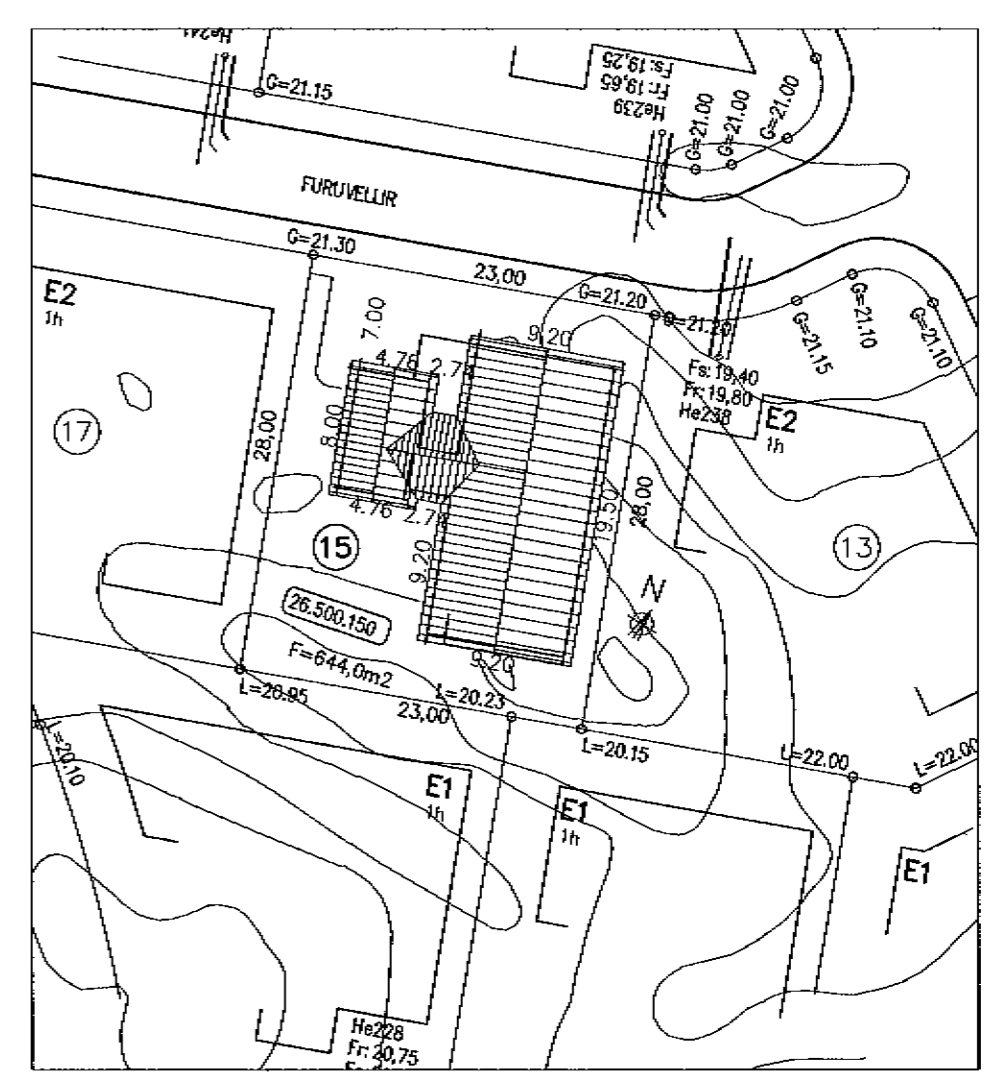 He241
G=21.15
Fs: 19,25
Fr: 19,65
He239
G=21.00
G=21.00
G=21.00
FURUVELLIR
G=21.30
23,00
G=21.20
G=21.20
G=21.15
G=21.10
G=21.10
E2
1h
7.00
9.20
4.76
2.74
Fs: 19,40
Fr: 19,80
He238
E2
1h
17
28,00
8.00
19.50
28,00
4.76
2.74
15
9.20
13
N
26.500.150
F=644,0m2
9.20
L=20.95
23,00
L=20.23
L=20.15
L=22.00
L=22.00
L=20.10
E1
1h
E1
1h
E1
He228
Fr: 20,75